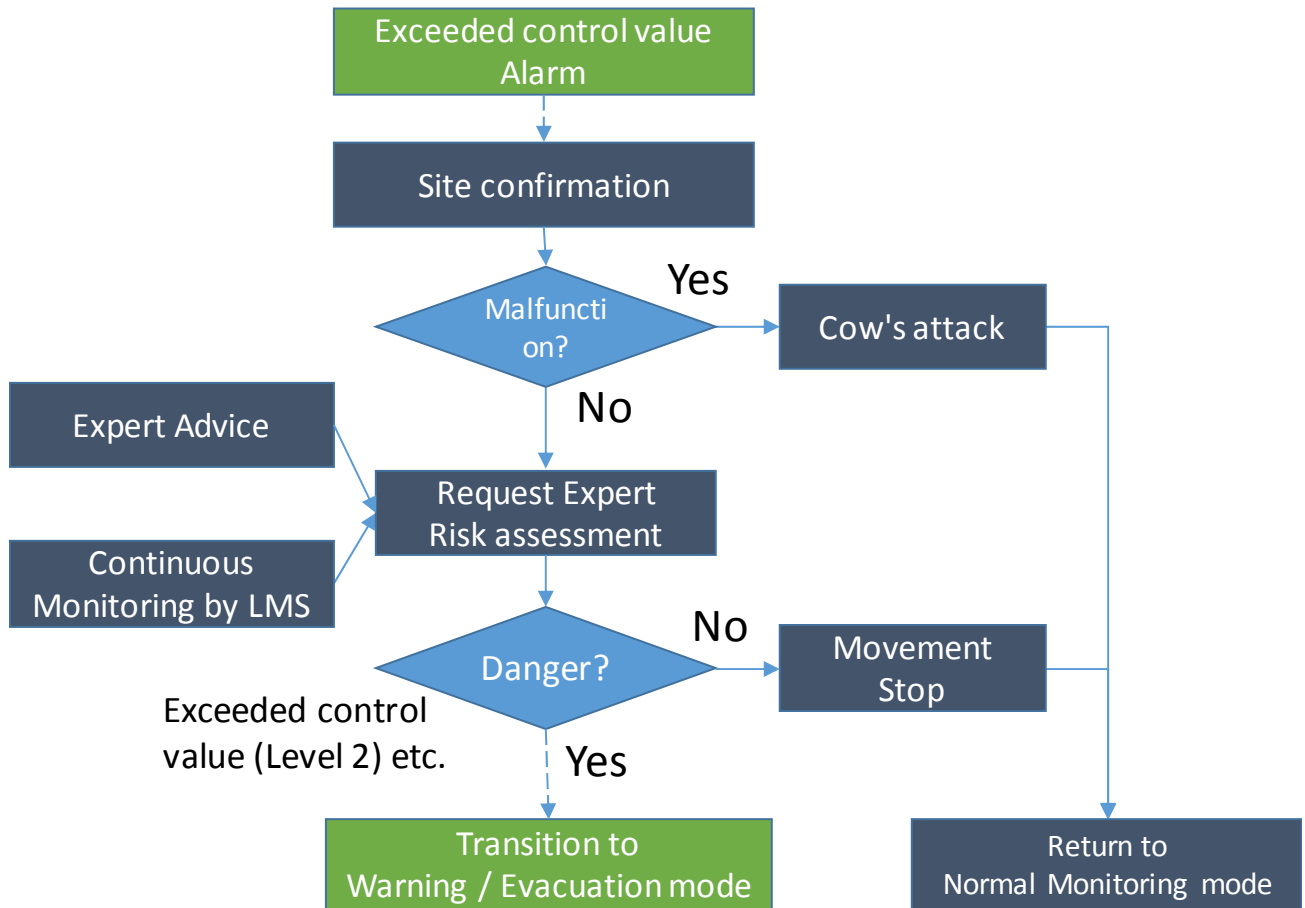 Exceeded control value
Alarm
Site confirmation
Malfuncti
on?
Yes
Cow's attack
No
Expert Advice
Request Expert
Risk assessment
Continuous
Monitoring by LMS
Danger?
No
Movement
Stop
Exceeded control
value (Level 2) etc.
Yes
Transition to
Warning / Evacuation mode
Return to
Normal Monitoring mode